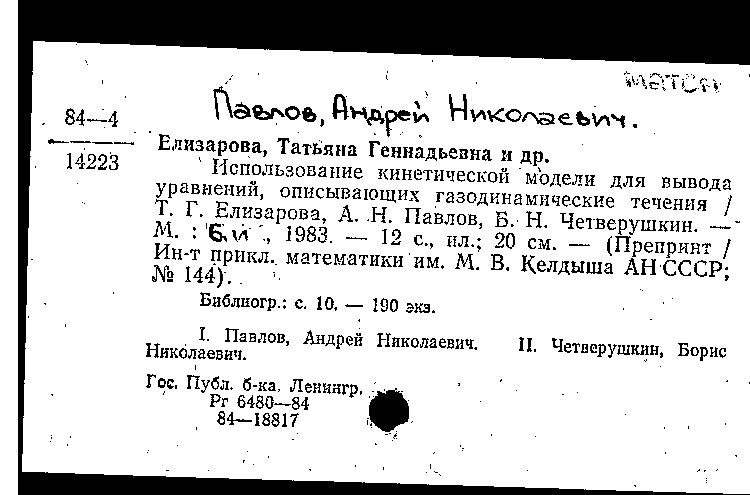 Павлов, Андрей Николаевич.
84—4
14223
Елизарова, Татьяна Геннадьевна и др.
Использование кинетической модели для вывода
уравнений, описывающих газодинамические течения /
Т. Г. Елизарова, А. Н. Павлов, Б. Н. Четверушкин. —
М. : Б. и., 1983. — 12 с., ил.; 20 см. — (Препринт /
Ин-т прикл. математики им. М. В. Келдыша АН СССР;
№ 144).
Библиогр.: с. 10. — 190 экз.
I. Павлов, Андрей Николаевич. II. Четверушкин, Борис
Николаевич.
Гос. Публ. б-ка. Ленингр.
Рг 6480—84
84—18817